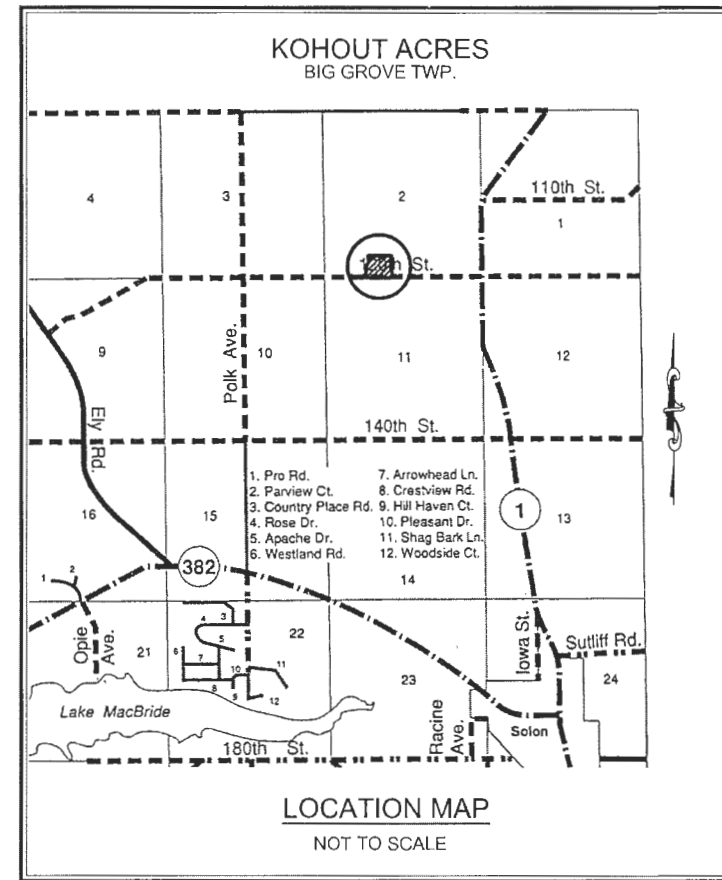 KOHOUT ACRES
BIG GROVE TWP.
4
3
2
110th St.
1
St.
9
Polk Ave.
10
11
12
Ely Rd.
140th St.
1. Pro Rd.
2. Parview Ct.
3. Country Place Rd.
4. Rose Dr.
5. Apache Dr.
6. Westland Rd.
7. Arrowhead Ln.
8. Crestview Rd.
9. Hill Haven Ct.
10. Pleasant Dr.
11. Shag Bark Ln.
12. Woodside Ct.
16
15
1
13
382
14
1
2
Opie
Ave.
21
3
4
5
6
7
8
9
10
11
12
22
23
Iowa St.
Sutliff Rd.
24
Lake MacBride
Racine
Ave.
Solon
180th St.
LOCATION MAP
NOT TO SCALE